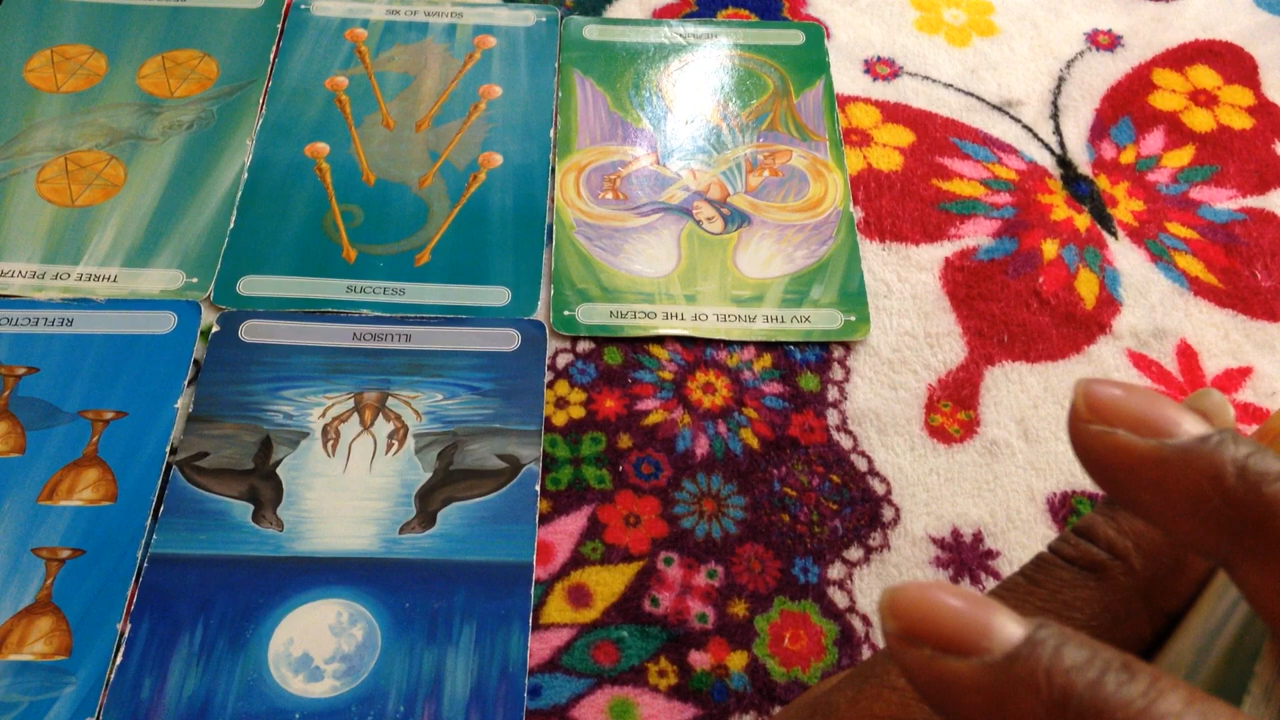 SIX OF WANDS
THREE OF PENTA
SUCCESS
XIV THE ANGEL OF THE OCEAN
REFLECTIO
ILLUSION